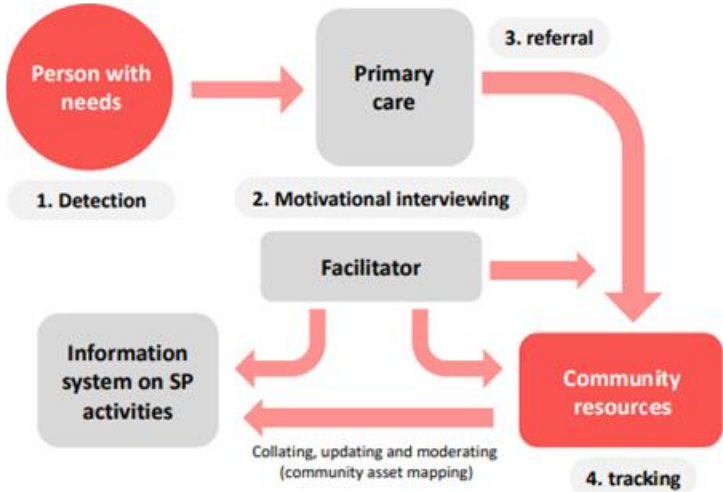 Person with
needs
Primary
care
3. referral
1. Detection
2. Motivational interviewing
Facilitator
Information
system on SP
activities
Community
resources
Collating, updating and moderating
(community asset mapping)
4. tracking